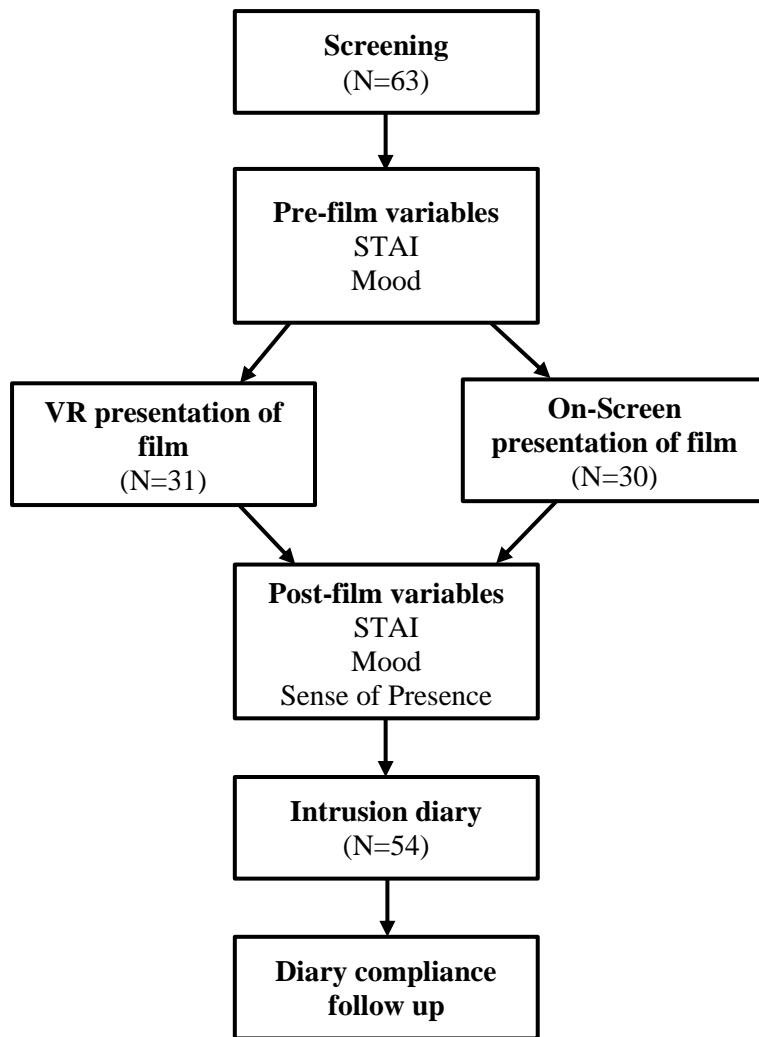 Screening
(N=63)
Pre-film variables
STAI
Mood
VR presentation of
film
(N=31)
On-Screen
presentation of film
(N=30)
Post-film variables
STAI
Mood
Sense of Presence
Intrusion diary
(N=54)
Diary compliance
follow up